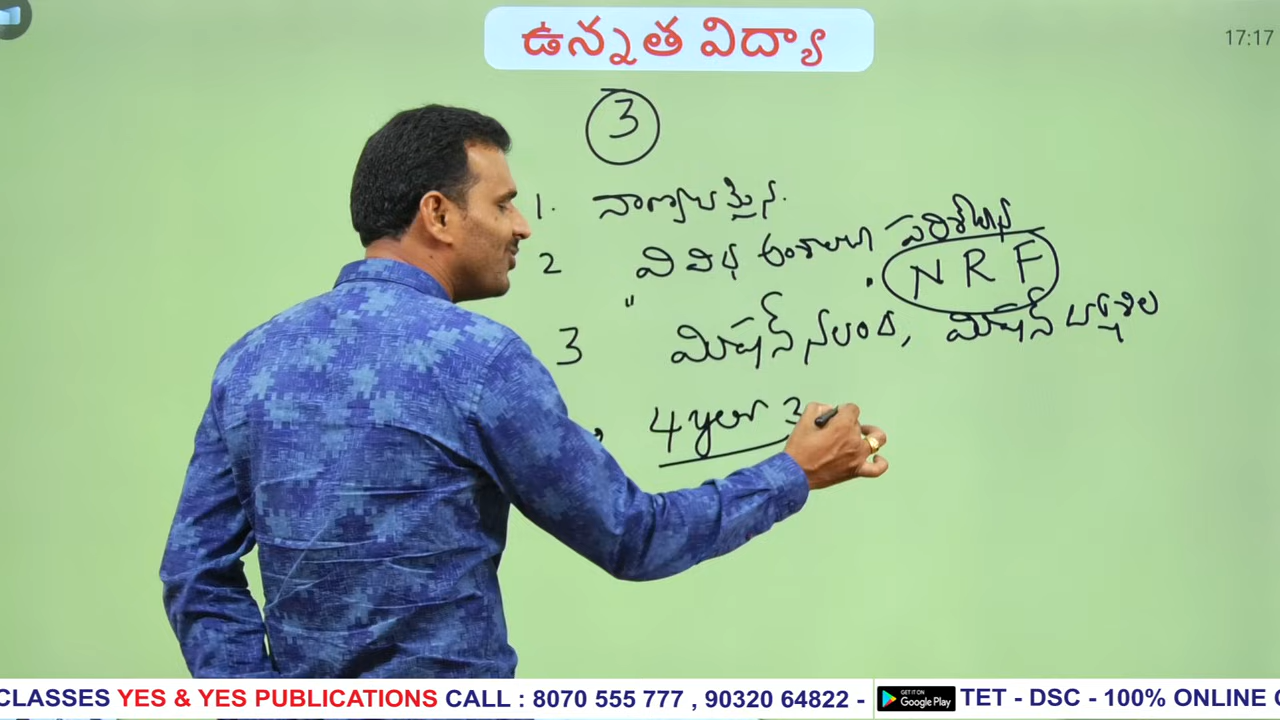 ఉన్నత విద్యా
17:17
3
1. నాణ్యమైన.
2 వివిధ అంశాలలో పరిశోధన
NRF
3 మిషన్ నలంద, మిషన్ తక్షశిల
4 3
CLASSES YES & YES PUBLICATIONS CALL : 8070 555 777 , 90320 64822 - GET IT ON Google Play TET - DSC - 100% ONLINE